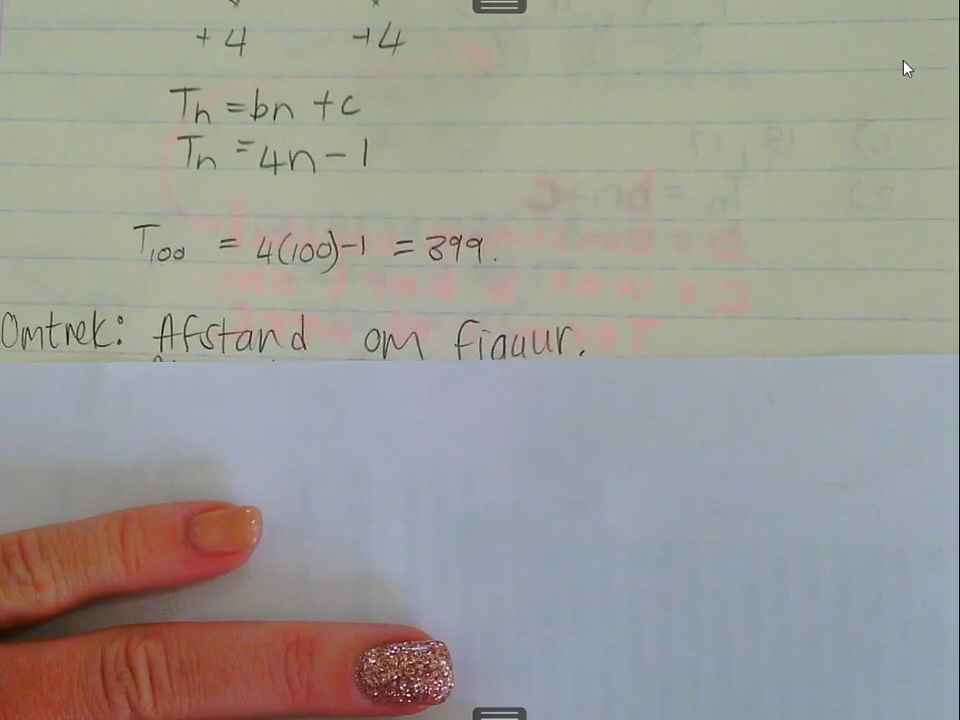 +4 +4
Tn = bn + c
Tn = 4n - 1
T100 = 4(100)-1 = 399.
Omtrek: Afstand om figuur.